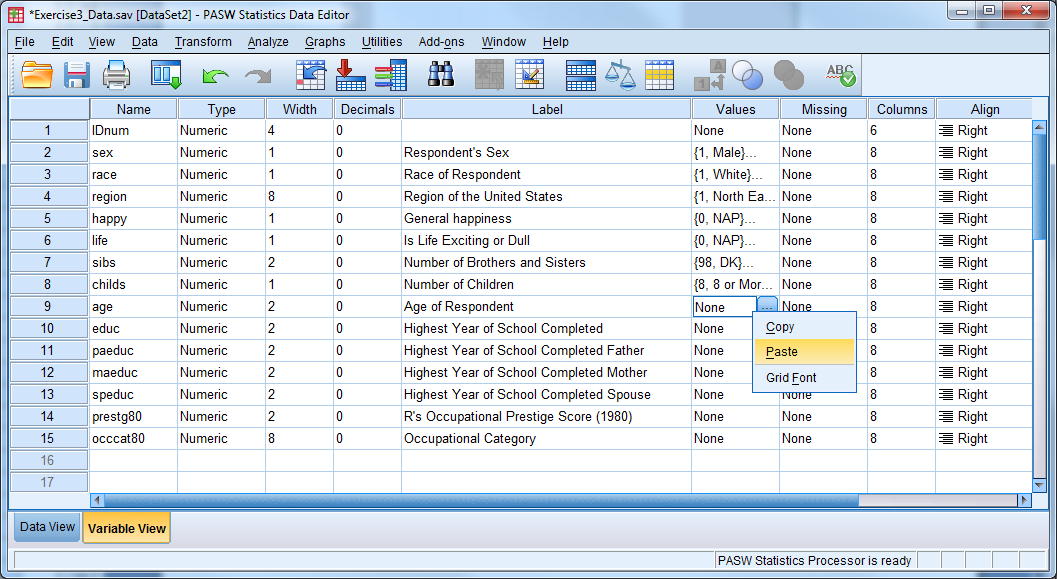 *Exercise3_Data.sav [DataSet2] - PASW Statistics Data Editor
File Edit View Data Transform Analyze Graphs Utilities Add-ons Window Help
A
1
ABC
Name Type Width Decimals Label Values Missing Columns Align
1 IDnum Numeric 4 0 None None 6 Right
2 sex Numeric 1 0 Respondent's Sex {1, Male}... None 8 Right
3 race Numeric 1 0 Race of Respondent {1, White}... None 8 Right
4 region Numeric 8 0 Region of the United States {1, North Ea... None 8 Right
5 happy Numeric 1 0 General happiness {0, NAP}... None 8 Right
6 life Numeric 1 0 Is Life Exciting or Dull {0, NAP}... None 8 Right
7 sibs Numeric 2 0 Number of Brothers and Sisters {98, DK}... None 8 Right
8 childs Numeric 1 0 Number of Children {8, 8 or Mor... None 8 Right
9 age Numeric 2 0 Age of Respondent None ... None 8 Right
10 educ Numeric 2 0 Highest Year of School Completed None 8 Right
11 paeduc Numeric 2 0 Highest Year of School Completed Father None 8 Right
12 maeduc Numeric 2 0 Highest Year of School Completed Mother None 8 Right
13 speduc Numeric 2 0 Highest Year of School Completed Spouse None 8 Right
14 prestg80 Numeric 2 0 R's Occupational Prestige Score (1980) None None 8 Right
15 occcat80 Numeric 8 0 Occupational Category None None 8 Right
16
17
Copy
Paste
Grid Font
Data View Variable View
PASW Statistics Processor is ready